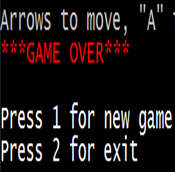 Arrows to move, "A"
***GAME OVER***
Press 1 for new game
Press 2 for exit